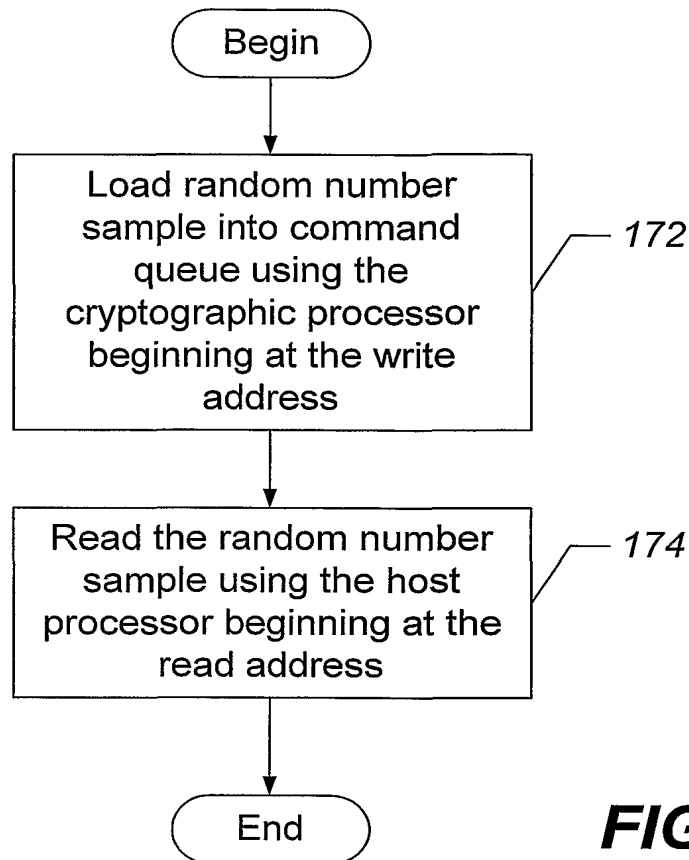 Begin
Load random number
sample into command
queue using the
cryptographic processor
beginning at the write
address
172
Read the random number
sample using the host
processor beginning at the
read address
174
End
FIG